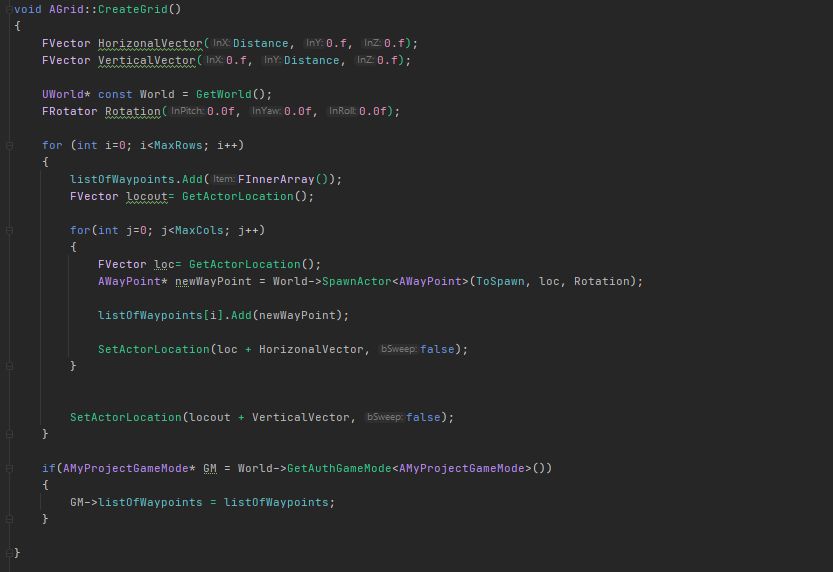 void AGrid::CreateGrid()
{
FVector HorizonalVector( InX: Distance, InY: 0.f, InZ: 0.f);
FVector VerticalVector( InX: 0.f, InY: Distance, InZ: 0.f);
UWorld* const World = GetWorld();
FRotator Rotation( InPitch: 0.0f, InYaw: 0.0f, InRoll: 0.0f);
for (int i=0; i<MaxRows; i++)
{
listOfWaypoints.Add( Item: FInnerArray());
FVector locout= GetActorLocation();
for(int j=0; j<MaxCols; j++)
{
FVector loc= GetActorLocation();
AWayPoint* newWayPoint = World->SpawnActor<AWayPoint>(ToSpawn, loc, Rotation);
listOfWaypoints[i].Add(newWayPoint);
SetActorLocation(loc + HorizonalVector, bSweep: false);
}
SetActorLocation(locout + VerticalVector, bSweep: false);
}
if(AMyProjectGameMode* GM = World->GetAuthGameMode<AMyProjectGameMode>())
{
GM->listOfWaypoints = listOfWaypoints;
}
}